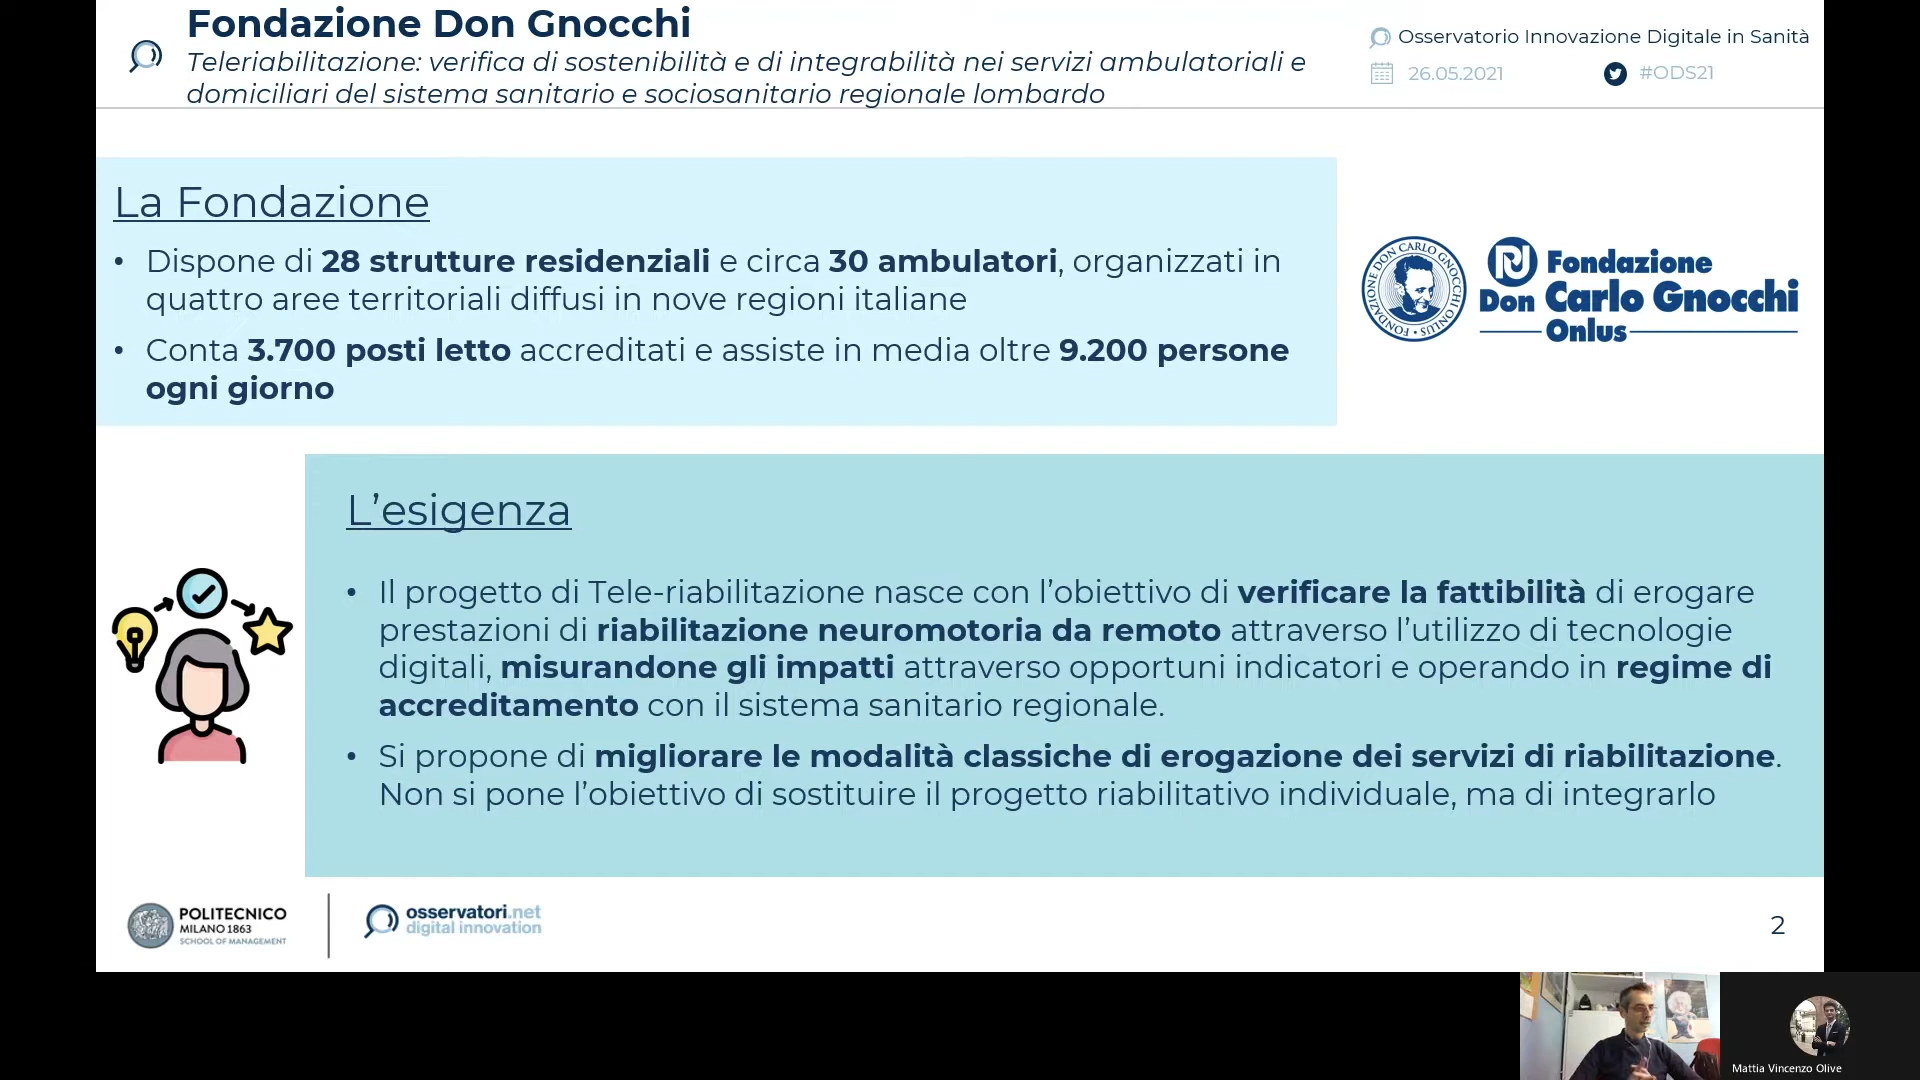 Fondazione Don Gnocchi
Teleriabilitazione: verifica di sostenibilità e di integrabilità nei servizi ambulatoriali e
domiciliari del sistema sanitario e sociosanitario regionale lombardo
Osservatorio Innovazione Digitale in Sanità
26.05.2021
#ODS21
La Fondazione
• Dispone di 28 strutture residenziali e circa 30 ambulatori, organizzati in
quattro aree territoriali diffusi in nove regioni italiane
• Conta 3.700 posti letto accreditati e assiste in media oltre 9.200 persone
ogni giorno
FONDAZIONE DON CARLO GNOCCHI ONLUS
Fondazione
Don Carlo Gnocchi
Onlus
L’esigenza
• Il progetto di Tele-riabilitazione nasce con l’obiettivo di verificare la fattibilità di erogare
prestazioni di riabilitazione neuromotoria da remoto attraverso l’utilizzo di tecnologie
digitali, misurandone gli impatti attraverso opportuni indicatori e operando in regime di
accreditamento con il sistema sanitario regionale.
• Si propone di migliorare le modalità classiche di erogazione dei servizi di riabilitazione.
Non si pone l’obiettivo di sostituire il progetto riabilitativo individuale, ma di integrarlo
POLITECNICO
MILANO 1863
SCHOOL OF MANAGEMENT
osservatori.net
digital innovation
2
Mattia Vincenzo Olive